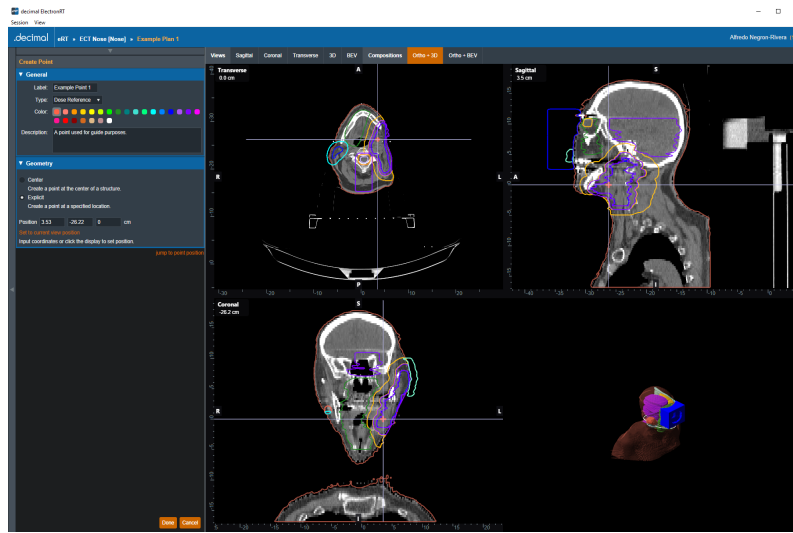 decimal ElectronRT
Session View
.decimal eRT » ECT Nose [Nose] » Example Plan 1
Alfredo Negron-Rivera
Create Point
General
Label: Example Point 1
Type: Dose Reference
Color:
Description: A point used for guide purposes.
Geometry
Center
Create a point at the center of a structure.
Explicit
Create a point at a specified location.
Position 3.53 -26.22 0 cm
Set to current view position
Input coordinates or click the display to set position.
jump to point position
Done Cancel
Views Sagittal Coronal Transverse 3D BEV Compositions Ortho + 3D Ortho + BEV
Transverse
0.0 cm
A
R
L
P
Sagittal
3.5 cm
S
A
I
Coronal
-26.2 cm
S
R
L
I